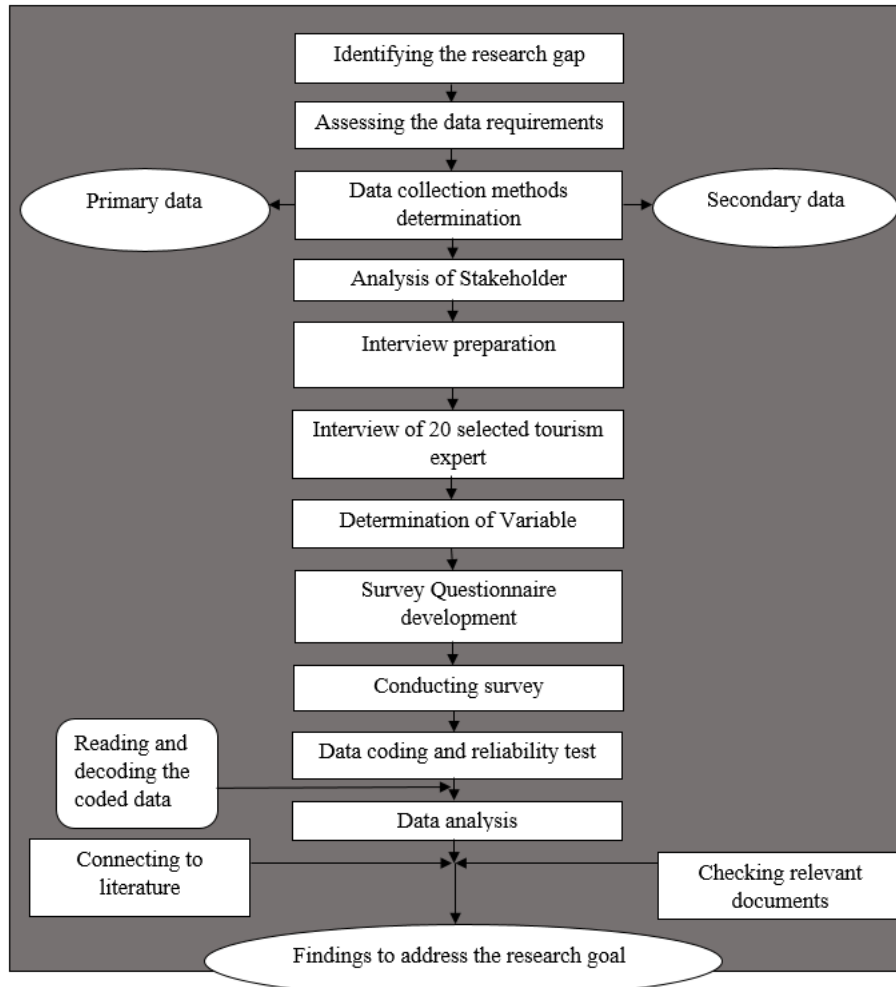 Identifying the research gap
Assessing the data requirements
Primary data
Data collection methods
determination
Secondary data
Analysis of Stakeholder
Interview preparation
Interview of 20 selected tourism
expert
Determination of Variable
Survey Questionnaire
development
Conducting survey
Reading and
decoding the
coded data
Data coding and reliability test
Data analysis
Connecting to
literature
Checking relevant
documents
Findings to address the research goal